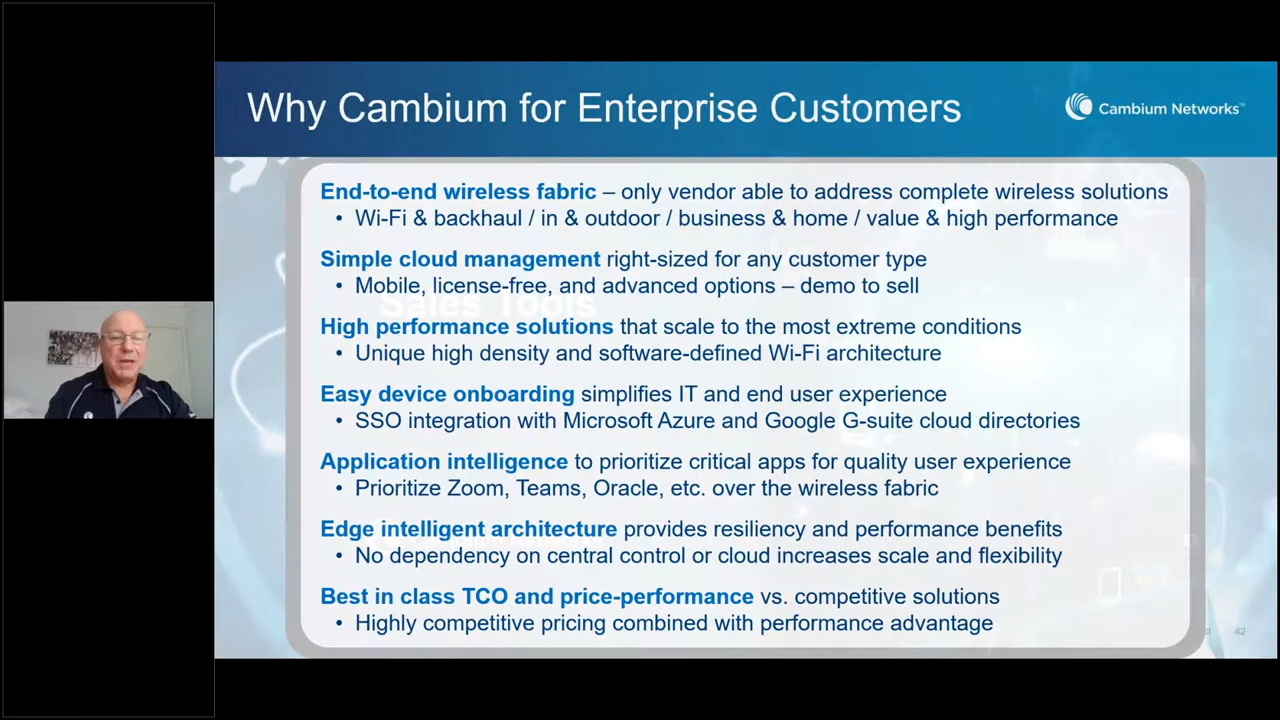 Why Cambium for Enterprise Customers
Cambium Networks™
End-to-end wireless fabric – only vendor able to address complete wireless solutions
• Wi-Fi & backhaul / in & outdoor / business & home / value & high performance
Simple cloud management right-sized for any customer type
• Mobile, license-free, and advanced options – demo to sell
Sales Tools
High performance solutions that scale to the most extreme conditions
• Unique high density and software-defined Wi-Fi architecture
Easy device onboarding simplifies IT and end user experience
• SSO integration with Microsoft Azure and Google G-suite cloud directories
Application intelligence to prioritize critical apps for quality user experience
• Prioritize Zoom, Teams, Oracle, etc. over the wireless fabric
Edge intelligent architecture provides resiliency and performance benefits
• No dependency on central control or cloud increases scale and flexibility
Best in class TCO and price-performance vs. competitive solutions
• Highly competitive pricing combined with performance advantage
42